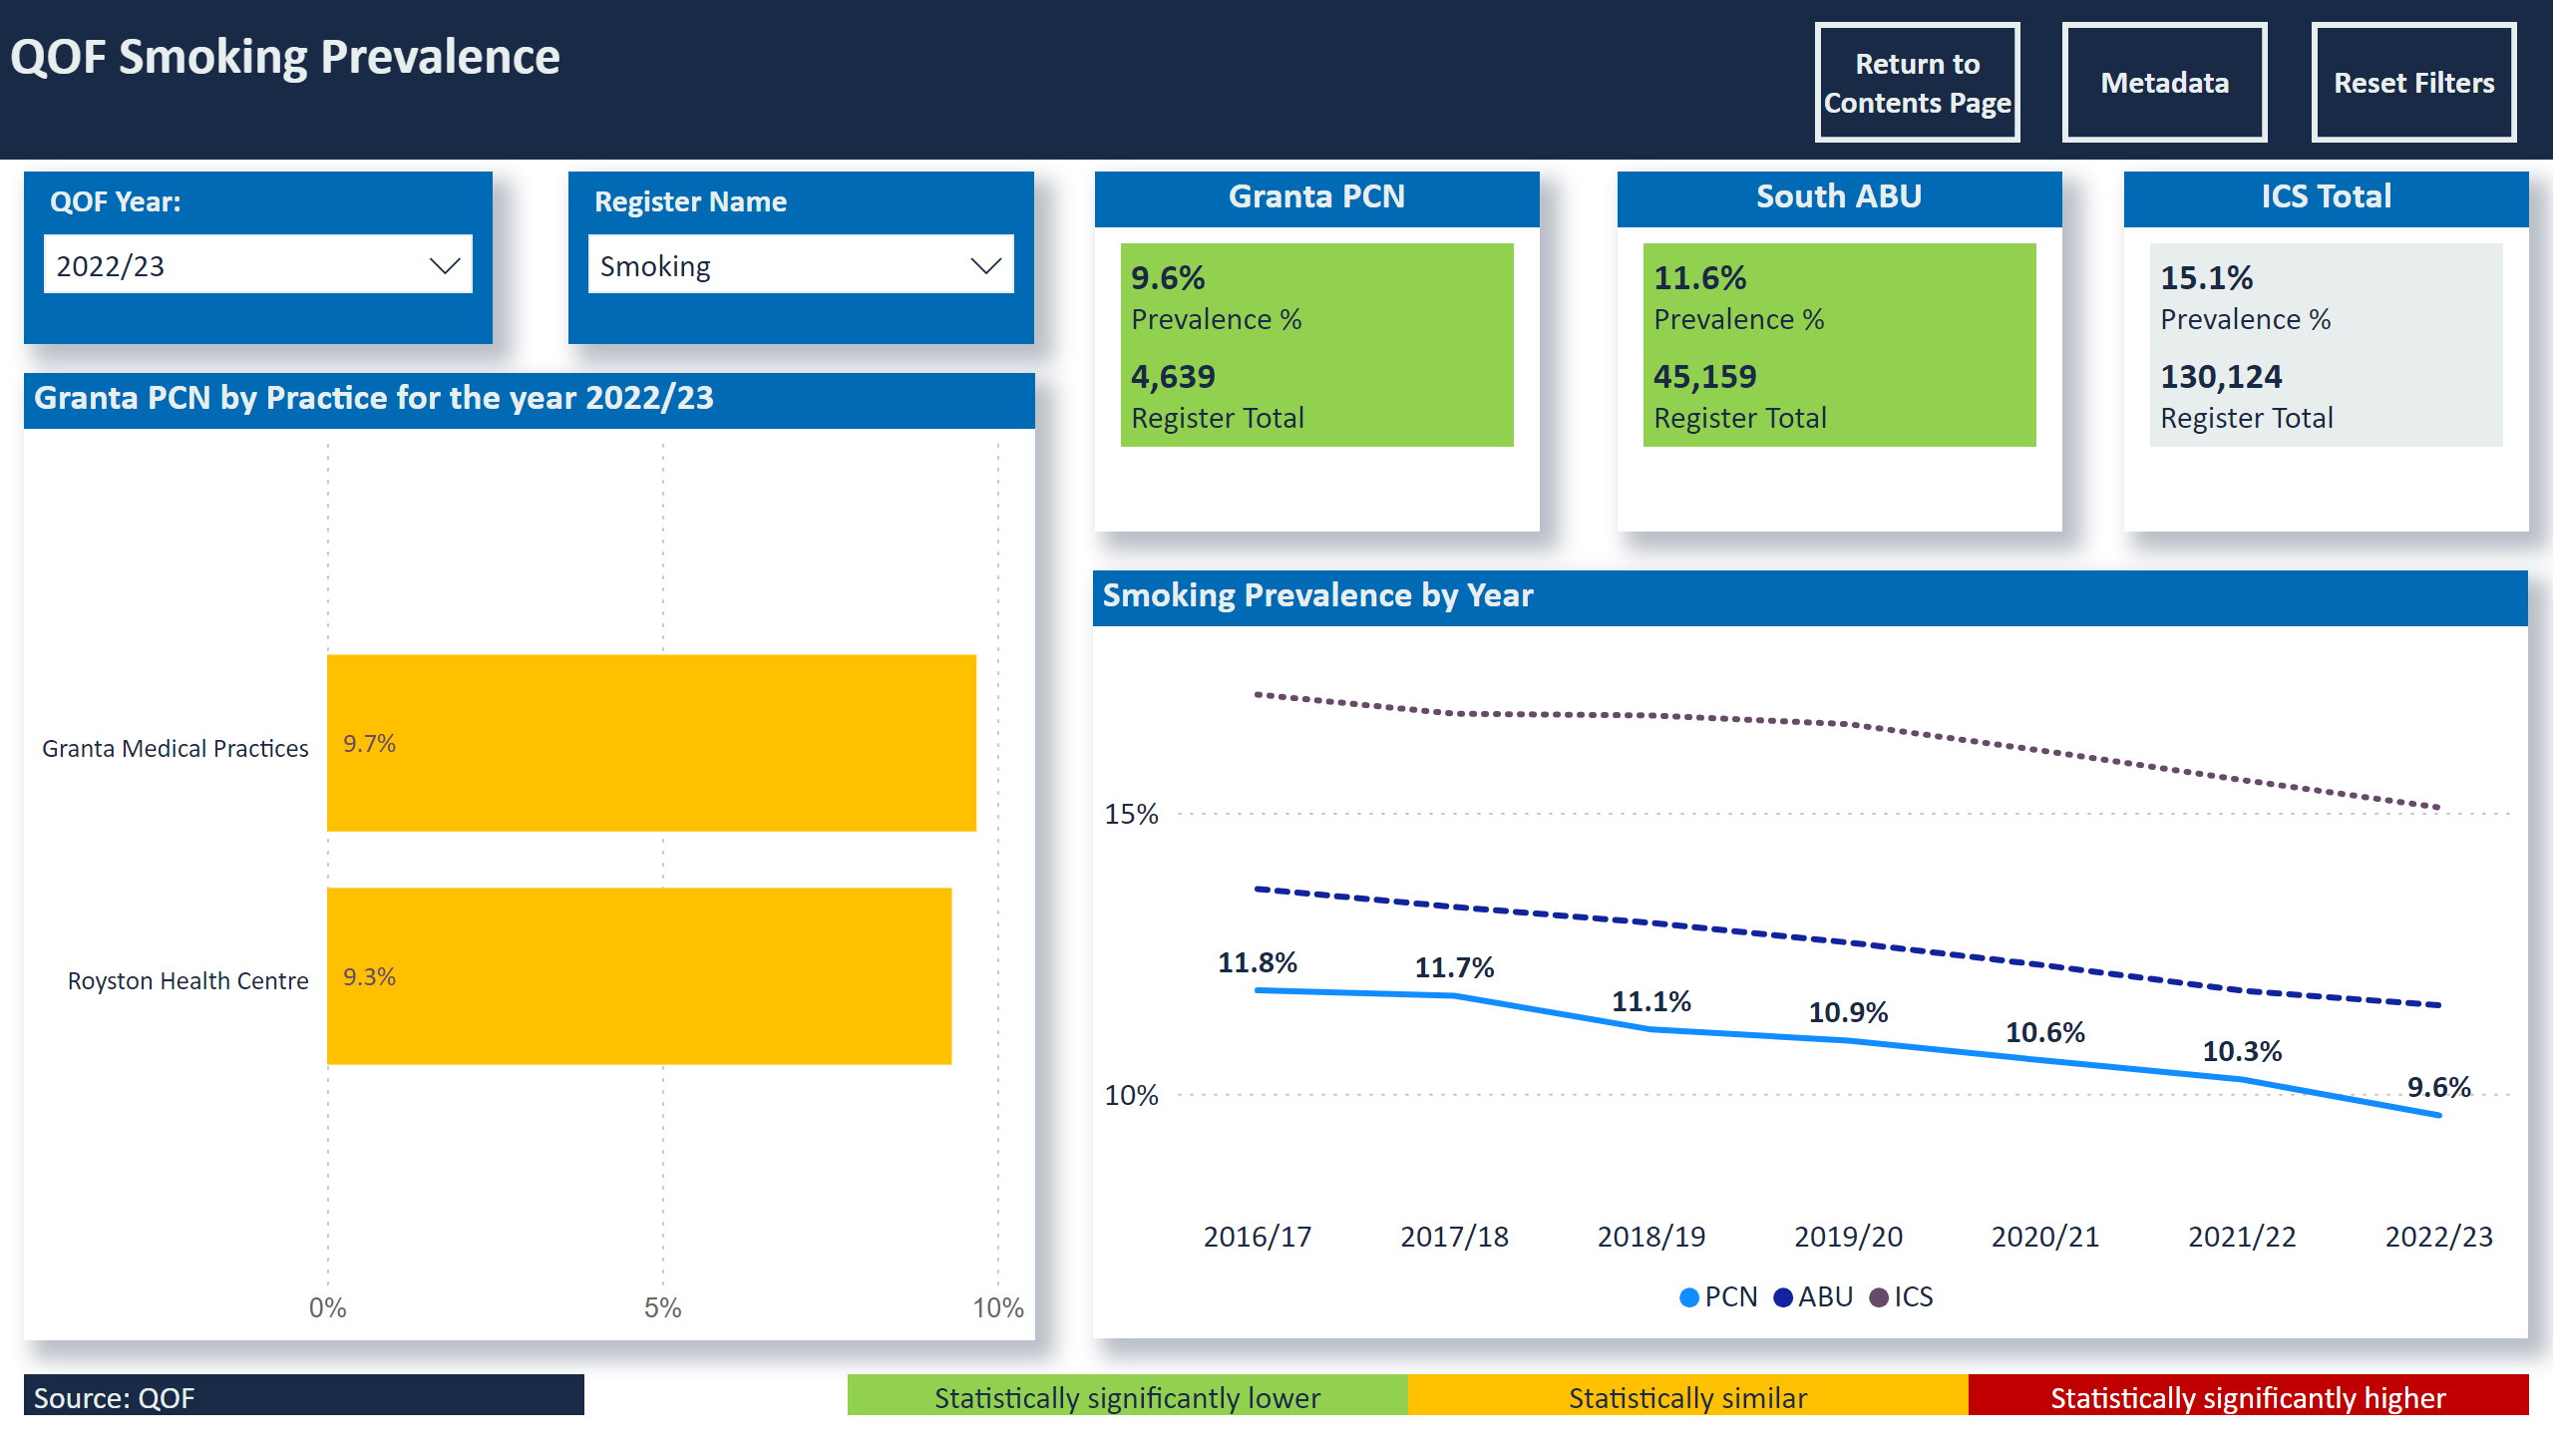 QOF Smoking Prevalence
Return to
Contents Page
Metadata
Reset Filters
QOF Year:
2022/23
Register Name
Smoking
Granta PCN
9.6%
Prevalence %
4,639
Register Total
South ABU
11.6%
Prevalence %
45,159
Register Total
ICS Total
15.1%
Prevalence %
130,124
Register Total
Granta PCN by Practice for the year 2022/23
Granta Medical Practices
9.7%
Royston Health Centre
9.3%
0%
5%
10%
Smoking Prevalence by Year
15%
10%
11.8%
11.7%
11.1%
10.9%
10.6%
10.3%
9.6%
2016/17
2017/18
2018/19
2019/20
2020/21
2021/22
2022/23
PCN
ABU
ICS
Source: QOF
Statistically significantly lower
Statistically similar
Statistically significantly higher